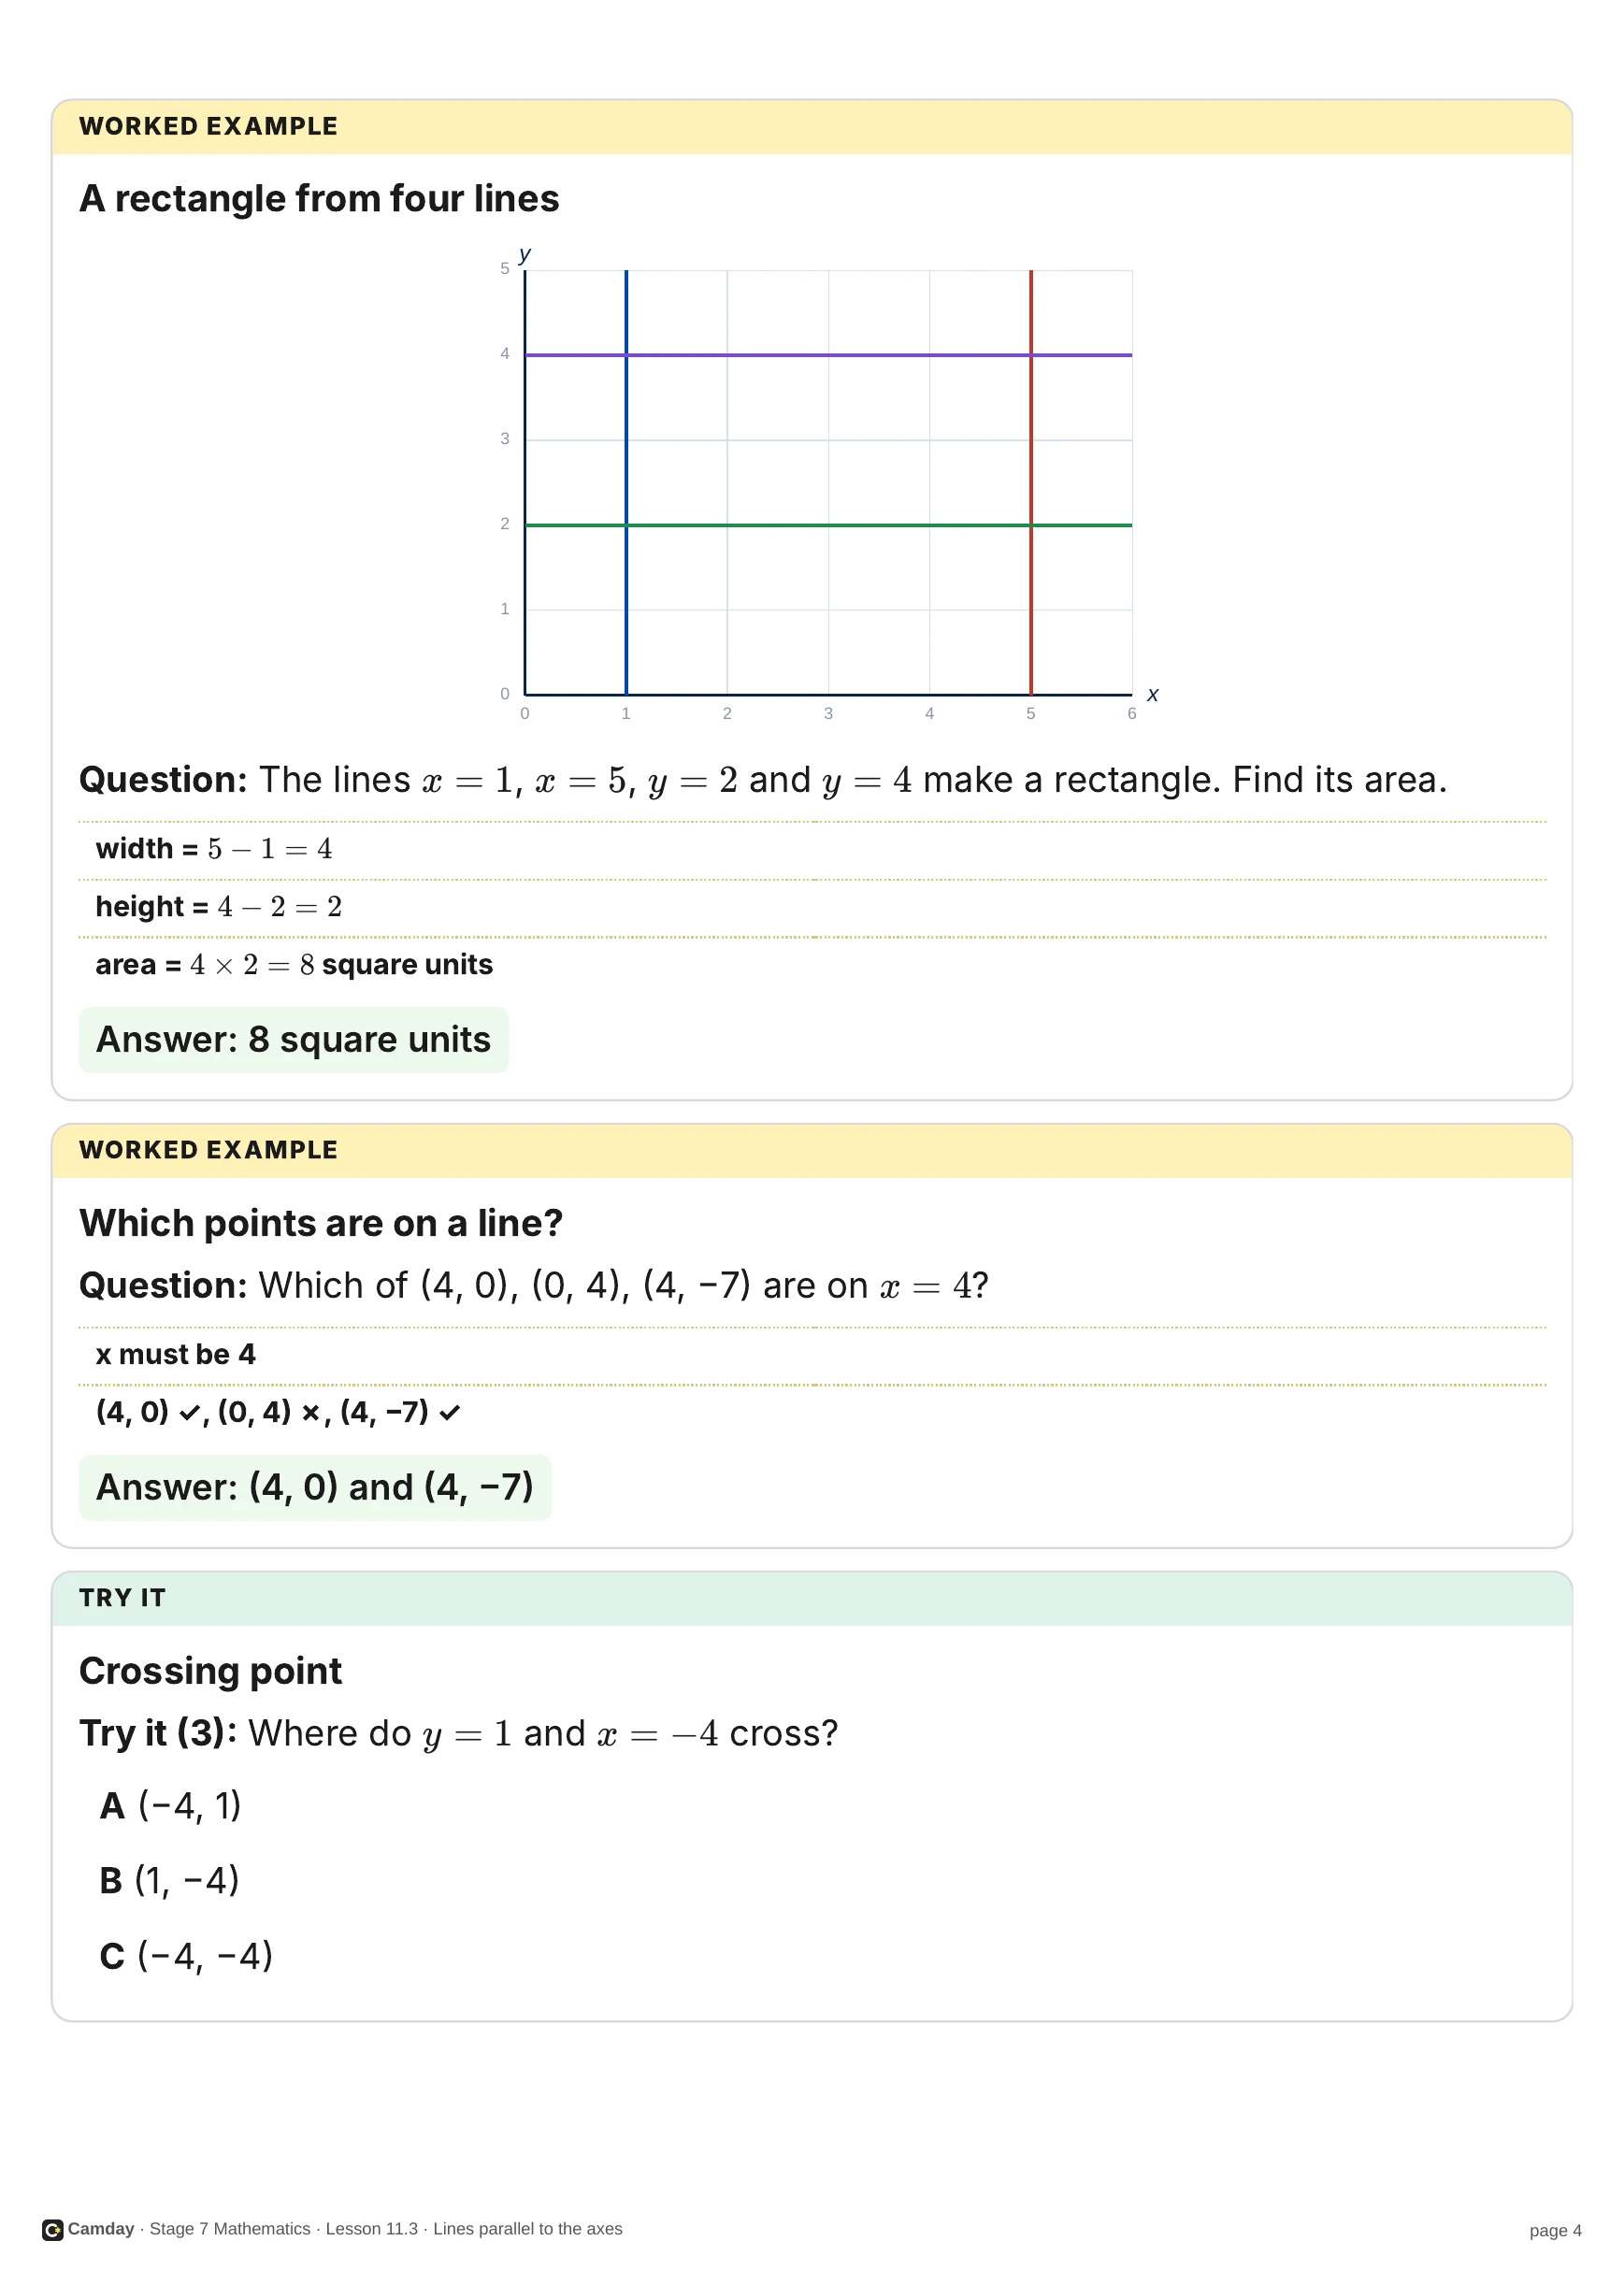 WORKED EXAMPLE
A rectangle from four lines
y
5
4
3
2
1
0
0 1 2 3 4 5 6
x
Question: The lines x = 1, x = 5, y = 2 and y = 4 make a rectangle. Find its area.
width = 5 − 1 = 4
height = 4 − 2 = 2
area = 4 × 2 = 8 square units
Answer: 8 square units
WORKED EXAMPLE
Which points are on a line?
Question: Which of (4, 0), (0, 4), (4, −7) are on x = 4?
x must be 4
(4, 0) ✓, (0, 4) ×, (4, −7) ✓
Answer: (4, 0) and (4, −7)
TRY IT
Crossing point
Try it (3): Where do y = 1 and x = −4 cross?
A (−4, 1)
B (1, −4)
C (−4, −4)
Camday · Stage 7 Mathematics · Lesson 11.3 · Lines parallel to the axes
page 4